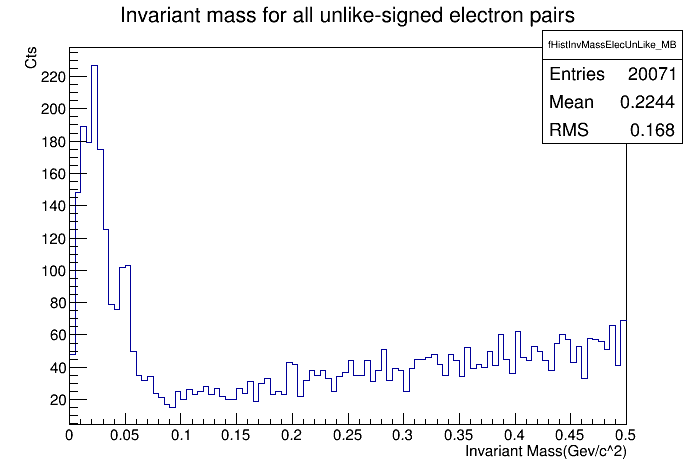 Invariant mass for all unlike-signed electron pairs
fHistInvMassElecUnLike_MB
Entries 20071
Mean 0.2244
RMS 0.168
Cts
220
200
180
160
140
120
100
80
60
40
20
0 0.05 0.1 0.15 0.2 0.25 0.3 0.35 0.4 0.45 0.5
Invariant Mass(Gev/c^2)